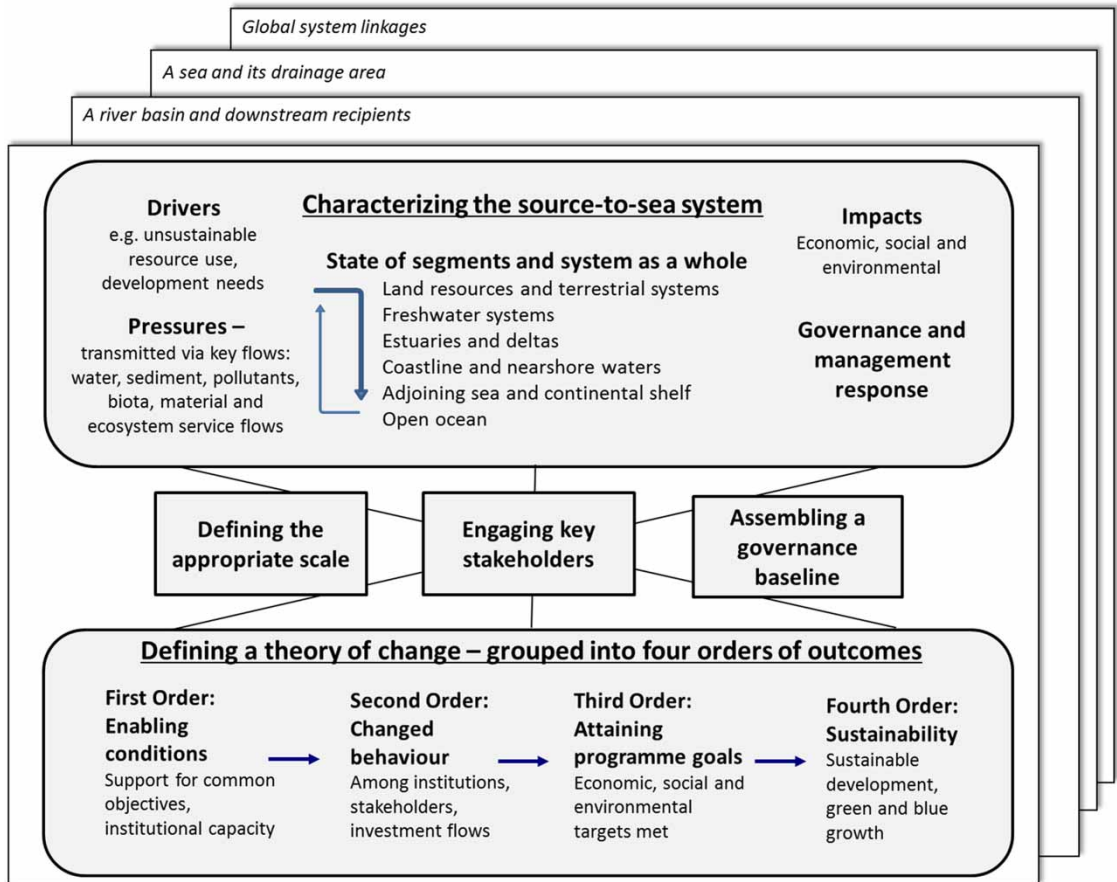 Global system linkages
A sea and its drainage area
A river basin and downstream recipients
Characterizing the source-to-sea system
Drivers
e.g. unsustainable
resource use,
development needs
Pressures –
transmitted via key flows:
water, sediment, pollutants,
biota, material and
ecosystem service flows
State of segments and system as a whole
Land resources and terrestrial systems
Freshwater systems
Estuaries and deltas
Coastline and nearshore waters
Adjoining sea and continental shelf
Open ocean
Impacts
Economic, social and
environmental
Governance and
management
response
Defining the
appropriate scale
Engaging key
stakeholders
Assembling a
governance
baseline
Defining a theory of change – grouped into four orders of outcomes
First Order:
Enabling
conditions
Support for common
objectives,
institutional capacity
Second Order:
Changed
behaviour
Among institutions,
stakeholders,
investment flows
Third Order:
Attaining
programme goals
Economic, social and
environmental
targets met
Fourth Order:
Sustainability
Sustainable
development,
green and blue
growth